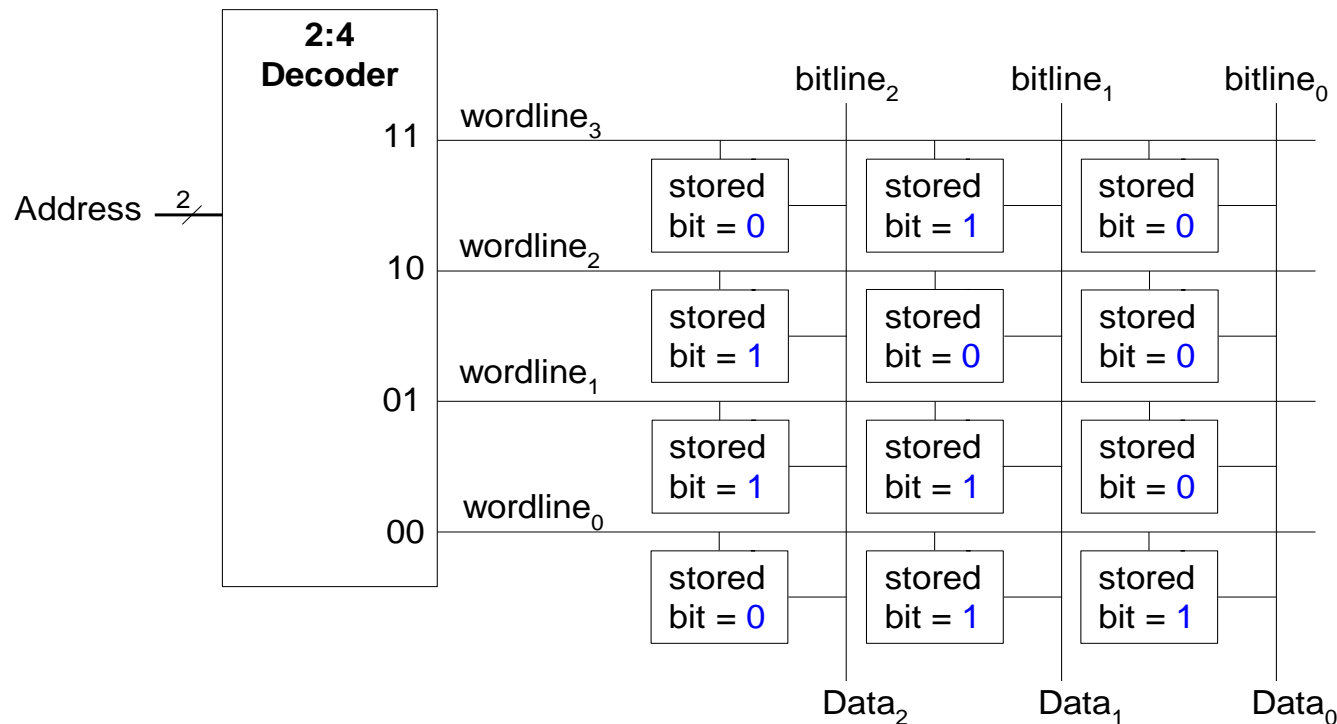 2:4
Decoder
bitline₂ bitline₁ bitline₀
wordline₃
11
stored stored stored
bit = 0 bit = 1 bit = 0
Address 2
wordline₂
10
stored stored stored
bit = 1 bit = 0 bit = 0
wordline₁
01
stored stored stored
bit = 1 bit = 1 bit = 0
wordline₀
00
stored stored stored
bit = 0 bit = 1 bit = 1
Data₂ Data₁ Data₀